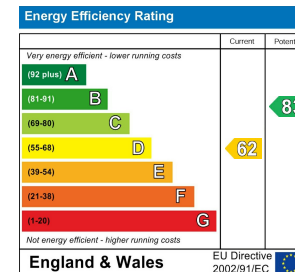 Energy Efficiency Rating
Current
Very energy efficient - lower running costs
(92 plus) A
(81-91) B
(69-80) C
(55-68) D
62
(39-54) E
(21-38) F
(1-20) G
Not energy efficient - higher running costs
England & Wales
EU Directive
2002/91/EC